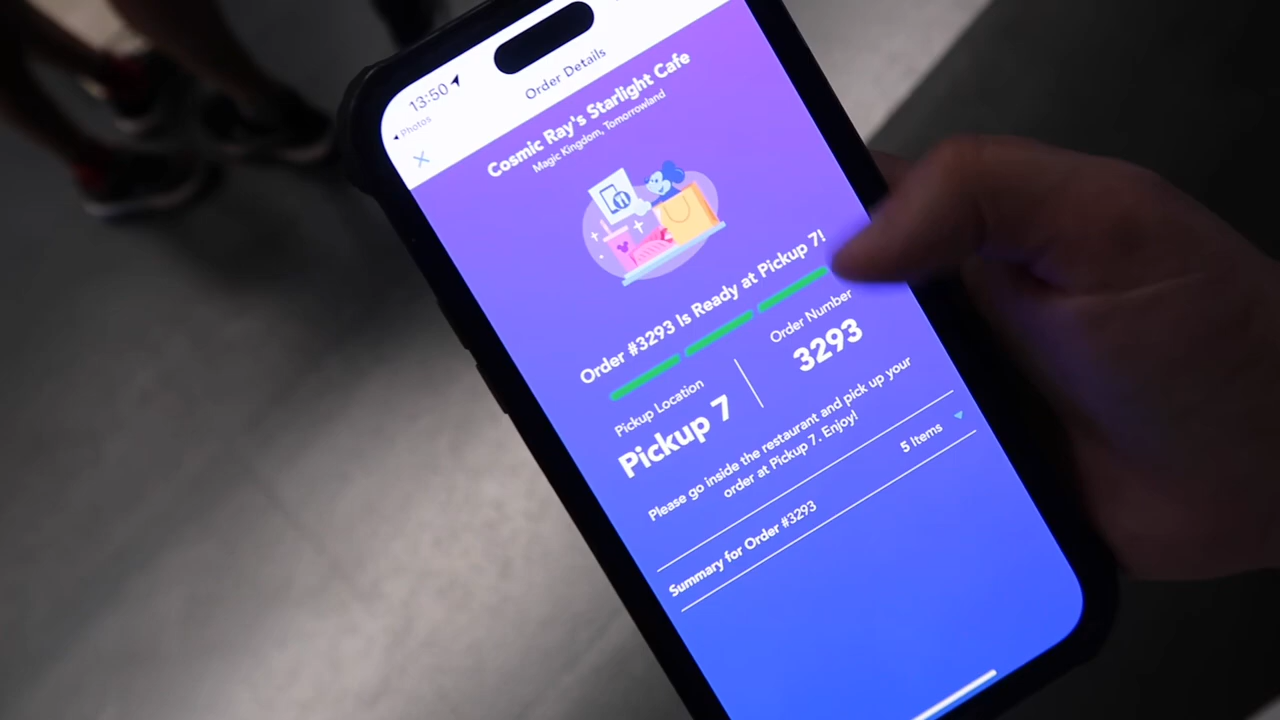 13:50
Photos
Order Details
Cosmic Ray's Starlight Cafe
Magic Kingdom, Tomorrowland
Order #3293 Is Ready at Pickup 7!
Pickup Location
Pickup 7
Order Number
3293
Please go inside the restaurant and pick up your
order at Pickup 7. Enjoy!
Summary for Order #3293
5 Items